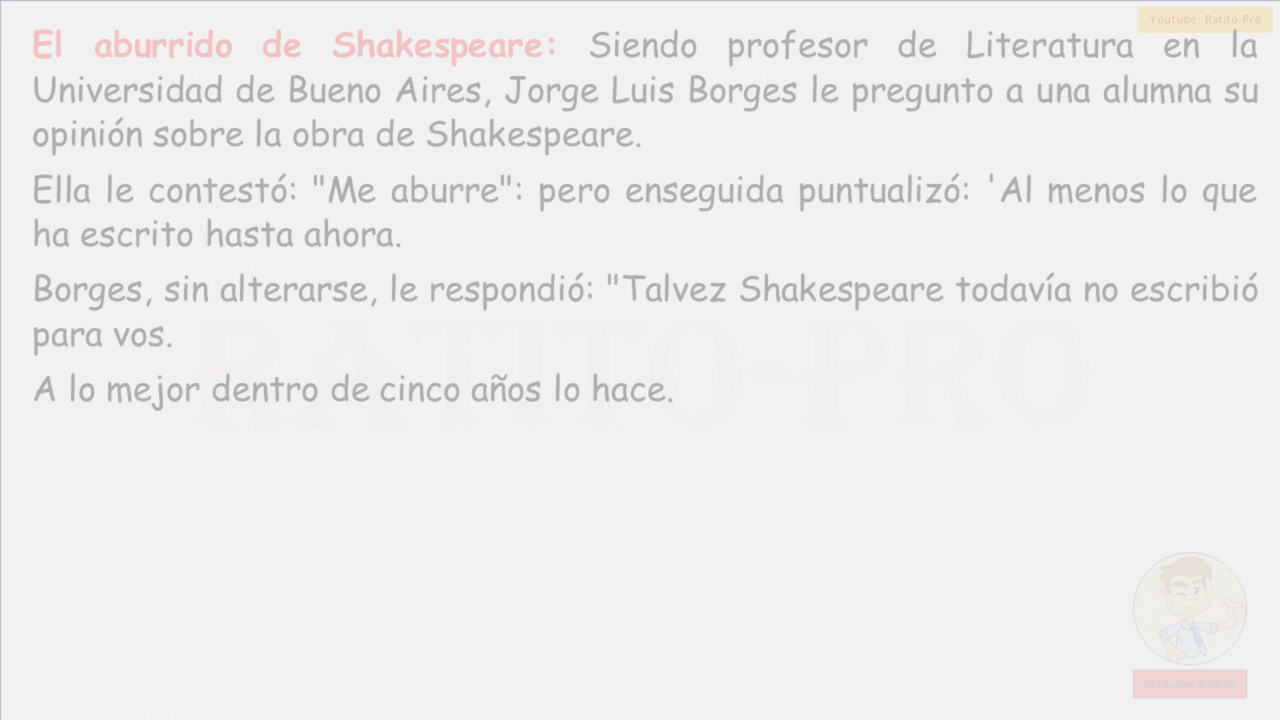 Youtube: Ratito-Pro
El aburrido de Shakespeare: Siendo profesor de Literatura en la
Universidad de Bueno Aires, Jorge Luis Borges le pregunto a una alumna su
opinión sobre la obra de Shakespeare.
Ella le contestó: "Me aburre": pero enseguida puntualizó: 'Al menos lo que
ha escrito hasta ahora.
Borges, sin alterarse, le respondió: "Talvez Shakespeare todavía no escribió
para vos.
RATITO-PRO
A lo mejor dentro de cinco años lo hace.
Youtube:Ratito